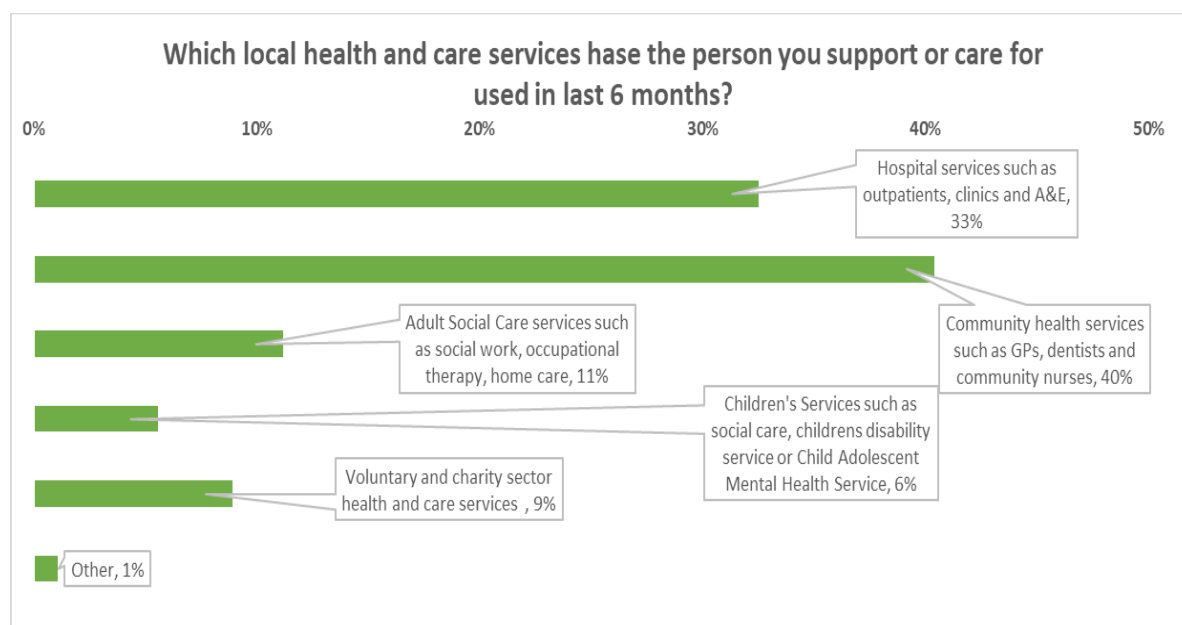 Which local health and care services hase the person you support or care for
used in last 6 months?
0% 10% 20% 30% 40% 50%
Hospital services such as
outpatients, clinics and A&E,
33%
Community health services
such as GPs, dentists and
community nurses, 40%
Adult Social Care services such
as social work, occupational
therapy, home care, 11%
Children's Services such as
social care, childrens disability
service or Child Adolescent
Mental Health Service, 6%
Voluntary and charity sector
health and care services , 9%
Other, 1%